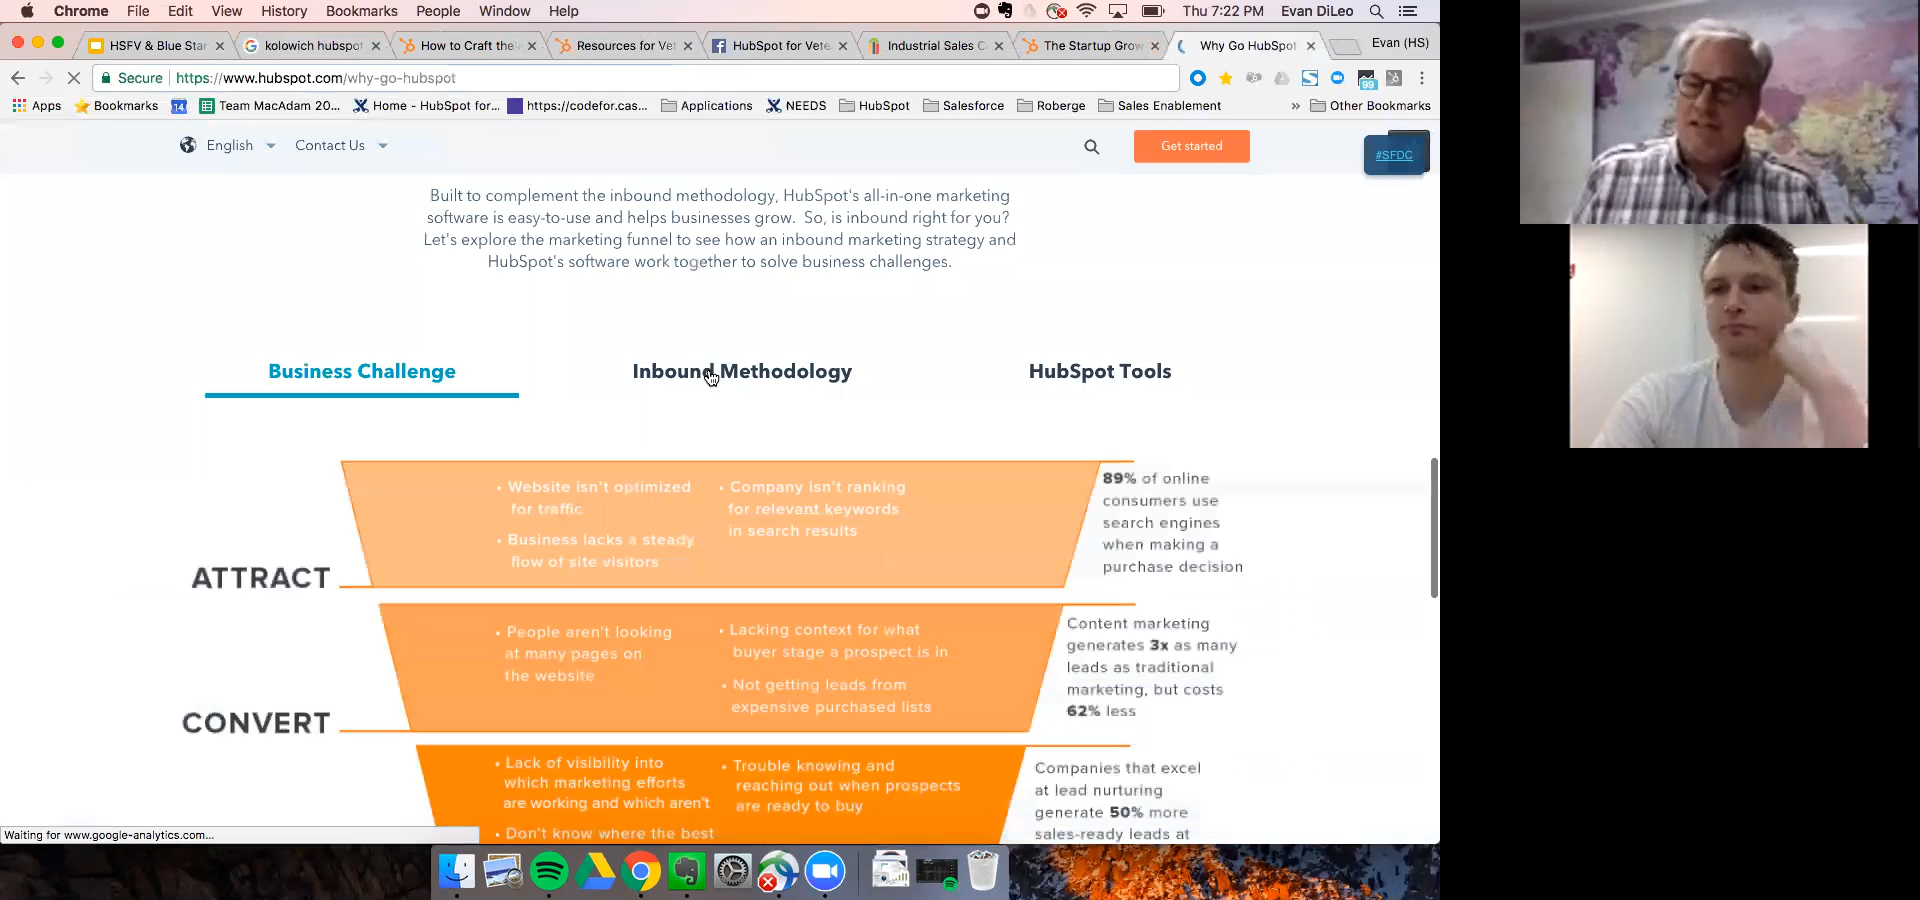 Chrome File Edit View History Bookmarks People Window Help
Thu 7:22 PM Evan DiLeo
HSFV & Blue Star
kolowich hubspot
How to Craft the
Resources for Vet
HubSpot for Vete
Industrial Sales C
The Startup Grow
Why Go HubSpot
Evan (HS)
Secure https://www.hubspot.com/why-go-hubspot
99
Apps Bookmarks 14 Team MacAdam 20... Home - HubSpot for... https://codefor.cas... Applications NEEDS HubSpot Salesforce Roberge Sales Enablement » Other Bookmarks
English Contact Us
Get started
#SFDC
Built to complement the inbound methodology, HubSpot's all-in-one marketing
software is easy-to-use and helps businesses grow. So, is inbound right for you?
Let's explore the marketing funnel to see how an inbound marketing strategy and
HubSpot's software work together to solve business challenges.
Business Challenge Inbound Methodology HubSpot Tools
ATTRACT
• Website isn't optimized
for traffic
• Business lacks a steady
flow of site visitors
• Company isn't ranking
for relevant keywords
in search results
89% of online
consumers use
search engines
when making a
purchase decision
CONVERT
• People aren't looking
at many pages on
the website
• Lacking context for what
buyer stage a prospect is in
• Not getting leads from
expensive purchased lists
Content marketing
generates 3x as many
leads as traditional
marketing, but costs
62% less
• Lack of visibility into
which marketing efforts
are working and which aren't
• Don't know where the best
• Trouble knowing and
reaching out when prospects
are ready to buy
Companies that excel
at lead nurturing
generate 50% more
sales-ready leads at
Waiting for www.google-analytics.com...